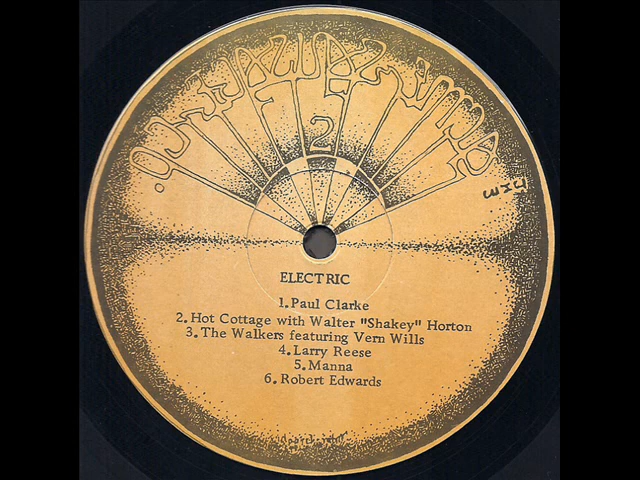 2
ELECTRIC
1. Paul Clarke
2. Hot Cottage with Walter "Shakey" Horton
3. The Walkers featuring Vern Wills
4. Larry Reese
5. Manna
6. Robert Edwards